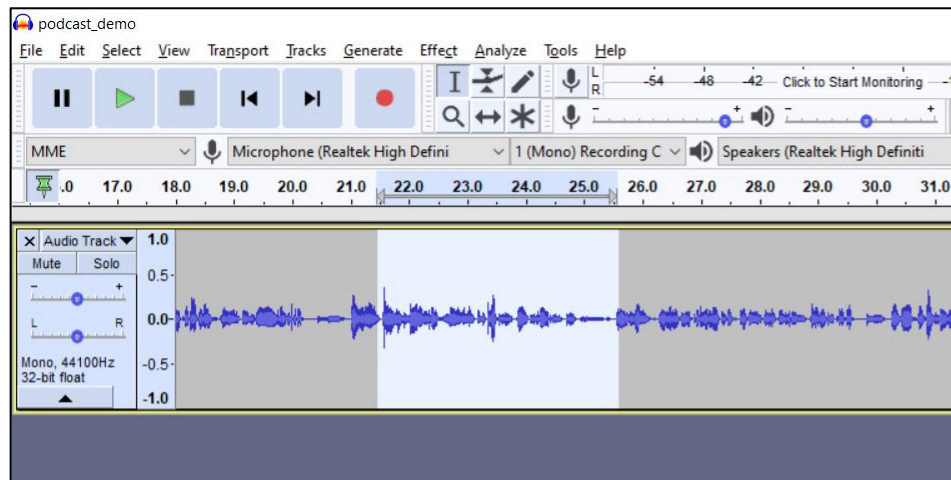 podcast_demo
File Edit Select View Transport Tracks Generate Effect Analyze Tools Help
L
R
-54 -48 -42 Click to Start Monitoring
- + - +
MME Microphone (Realtek High Defini 1 (Mono) Recording C Speakers (Realtek High Definiti
.0 17.0 18.0 19.0 20.0 21.0 22.0 23.0 24.0 25.0 26.0 27.0 28.0 29.0 30.0 31.0
X Audio Track 1.0
Mute Solo
0.5-
- +
L R
0.0-
Mono, 44100Hz
32-bit float
-0.5-
-1.0